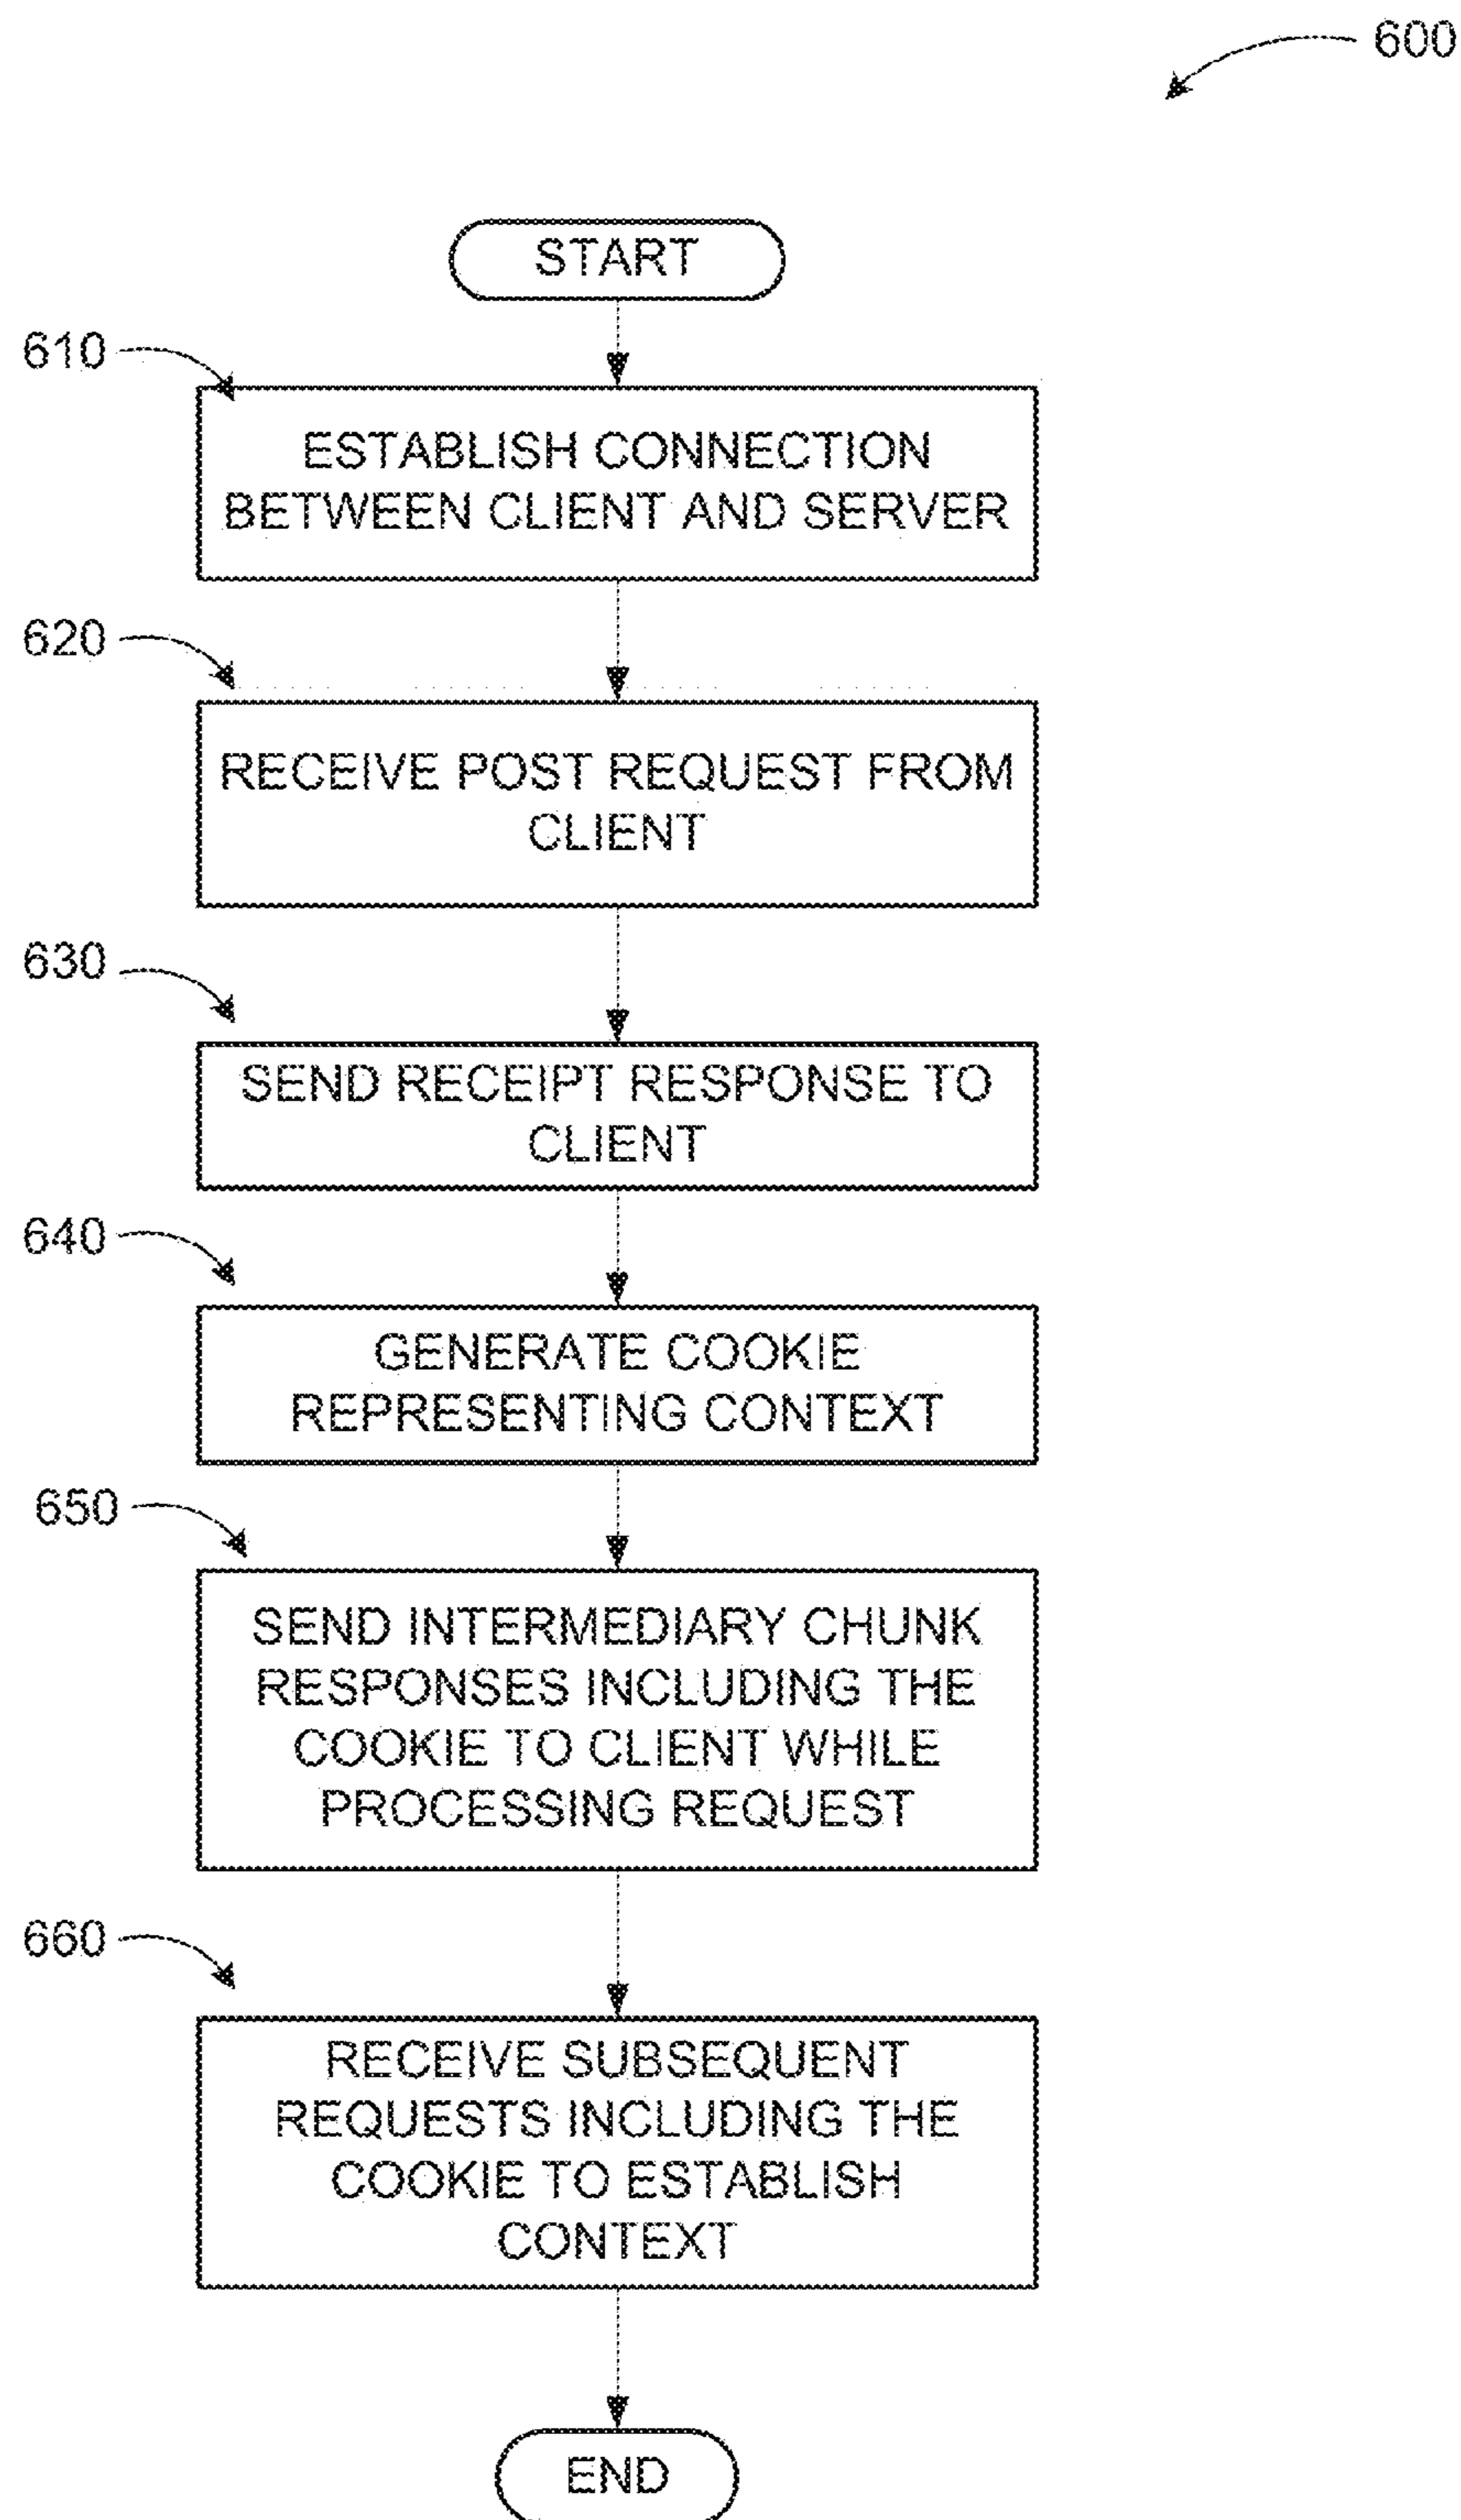 600
START
610
ESTABLISH CONNECTION
BETWEEN CLIENT AND SERVER
620
RECEIVE POST REQUEST FROM
CLIENT
630
SEND RECEIPT RESPONSE TO
CLIENT
640
GENERATE COOKIE
REPRESENTING CONTEXT
650
SEND INTERMEDIARY CHUNK
RESPONSES INCLUDING THE
COOKIE TO CLIENT WHILE
PROCESSING REQUEST
660
RECEIVE SUBSEQUENT
REQUESTS INCLUDING THE
COOKIE TO ESTABLISH
CONTEXT
END